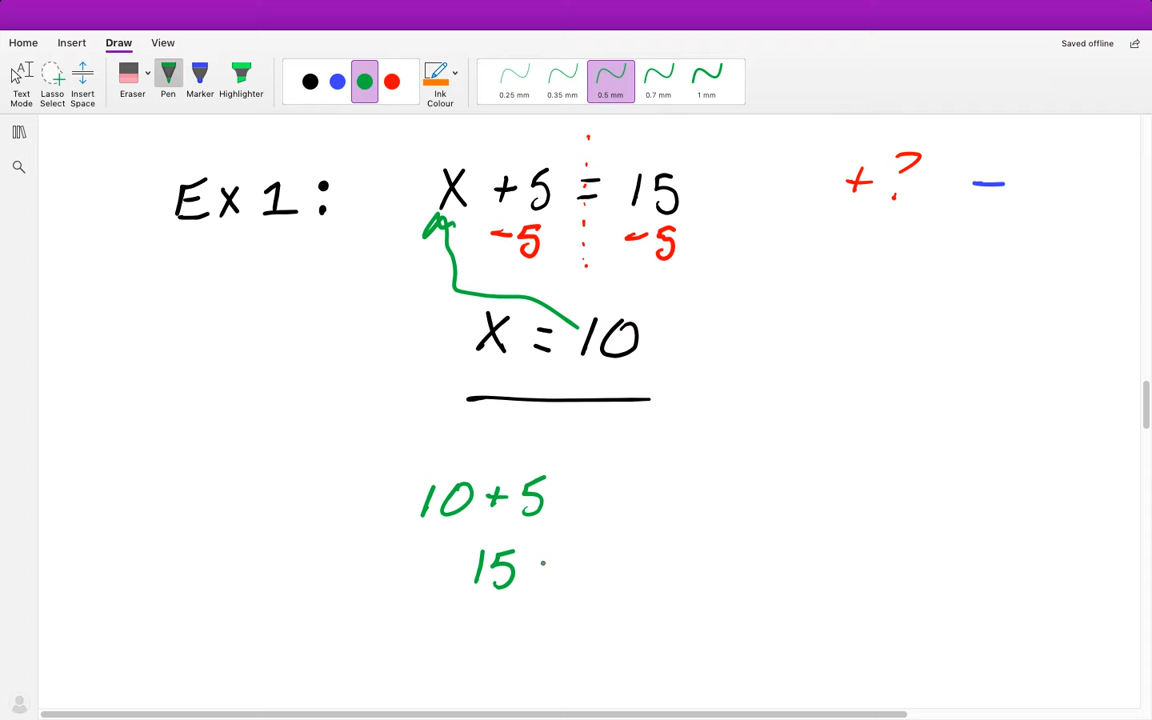 Home Insert Draw View Saved offline
Text Mode Lasso Select Insert Space Eraser Pen Marker Highlighter Ink Colour 0.25 mm 0.35 mm 0.5 mm 0.7 mm 1 mm
Ex 1: X + 5 = 15 + ? −
-5 -5
X = 10
10 + 5
15